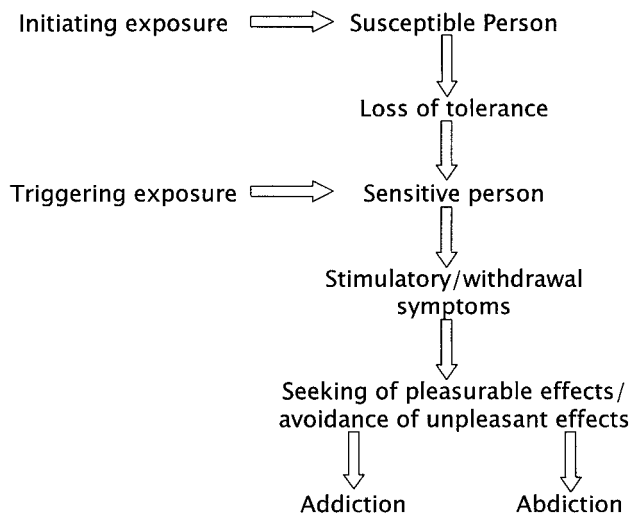 Initiating exposure
Susceptible Person
Loss of tolerance
Triggering exposure
Sensitive person
Stimulatory/withdrawal
symptoms
Seeking of pleasurable effects/
avoidance of unpleasant effects
Addiction
Abdiction